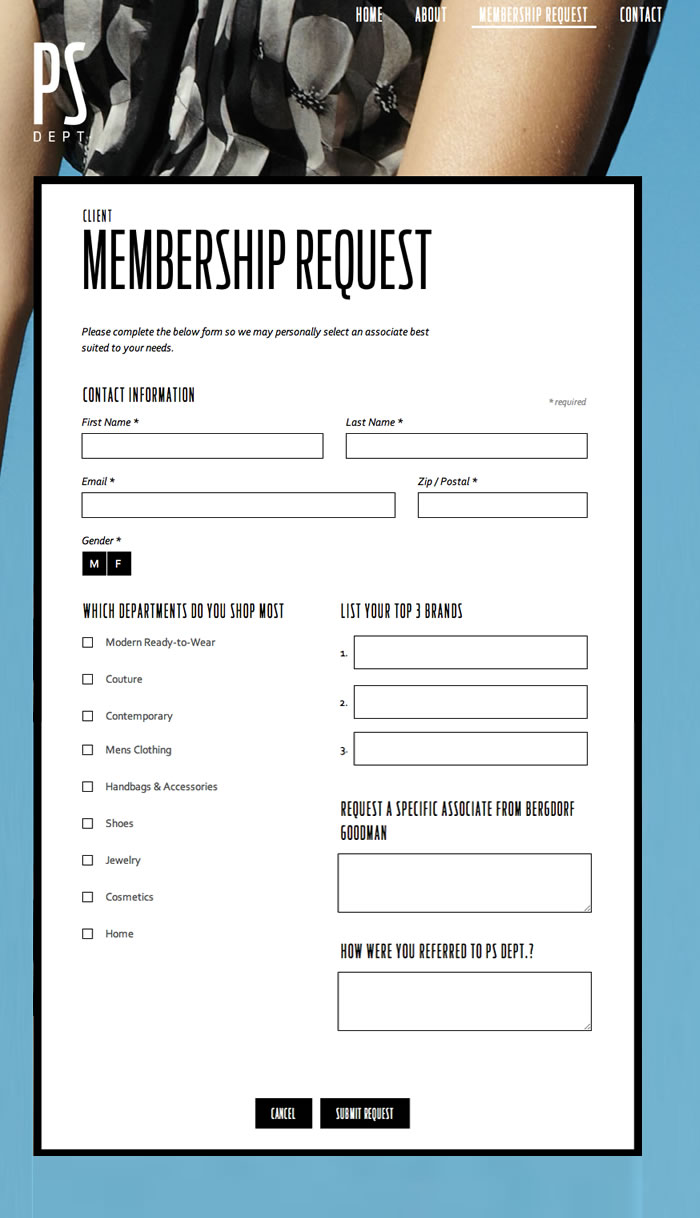 HOME ABOUT MEMBERSHIP REQUEST CONTACT
PS
DEPT.
CLIENT
MEMBERSHIP REQUEST
Please complete the below form so we may personally select an associate best
suited to your needs.
CONTACT INFORMATION
* required
First Name * Last Name *
Email * Zip / Postal *
Gender *
M F
WHICH DEPARTMENTS DO YOU SHOP MOST
Modern Ready-to-Wear
Couture
Contemporary
Mens Clothing
Handbags & Accessories
Shoes
Jewelry
Cosmetics
Home
LIST YOUR TOP 3 BRANDS
1.
2.
3.
REQUEST A SPECIFIC ASSOCIATE FROM BERGDORF
GOODMAN
HOW WERE YOU REFERRED TO PS DEPT.?
CANCEL SUBMIT REQUEST